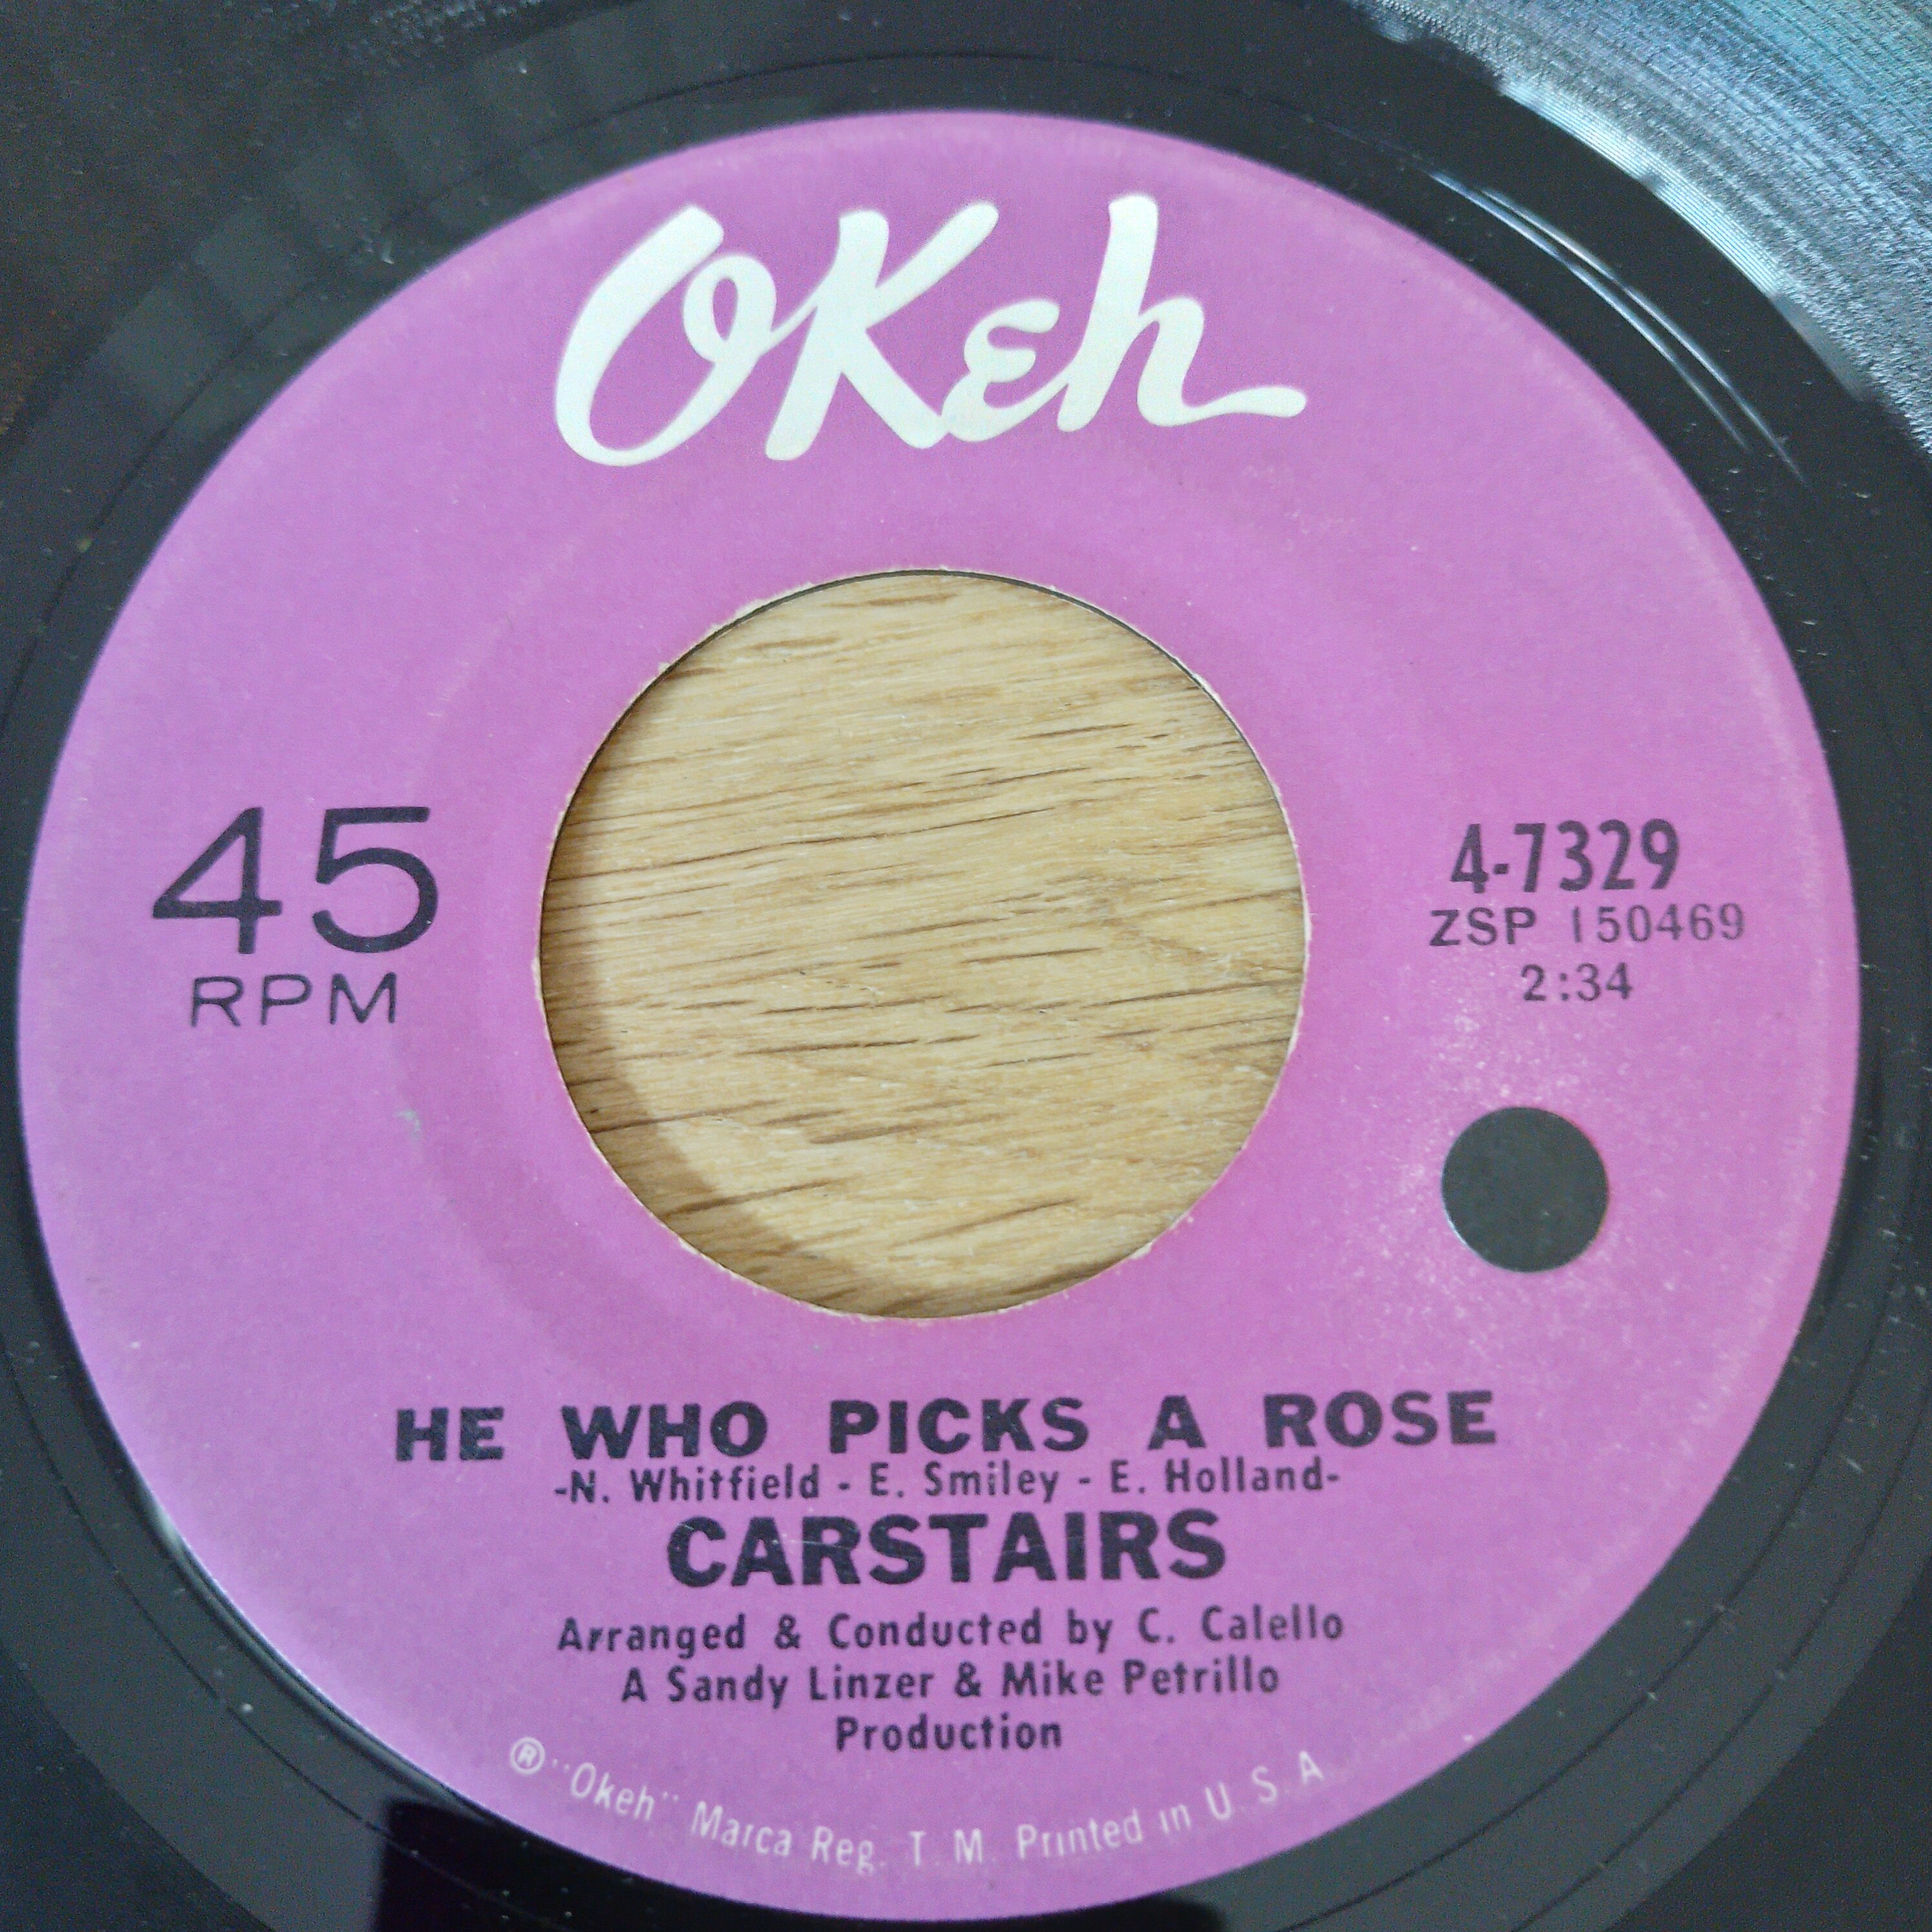 OKeh
45
RPM
4-7329
ZSP 150469
2:34
HE WHO PICKS A ROSE
-N. Whitfield - E. Smiley - E. Holland-
CARSTAIRS
Arranged & Conducted by C. Calello
A Sandy Linzer & Mike Petrillo
Production
® "Okeh" Marca Reg. T. M. Printed in U. S. A